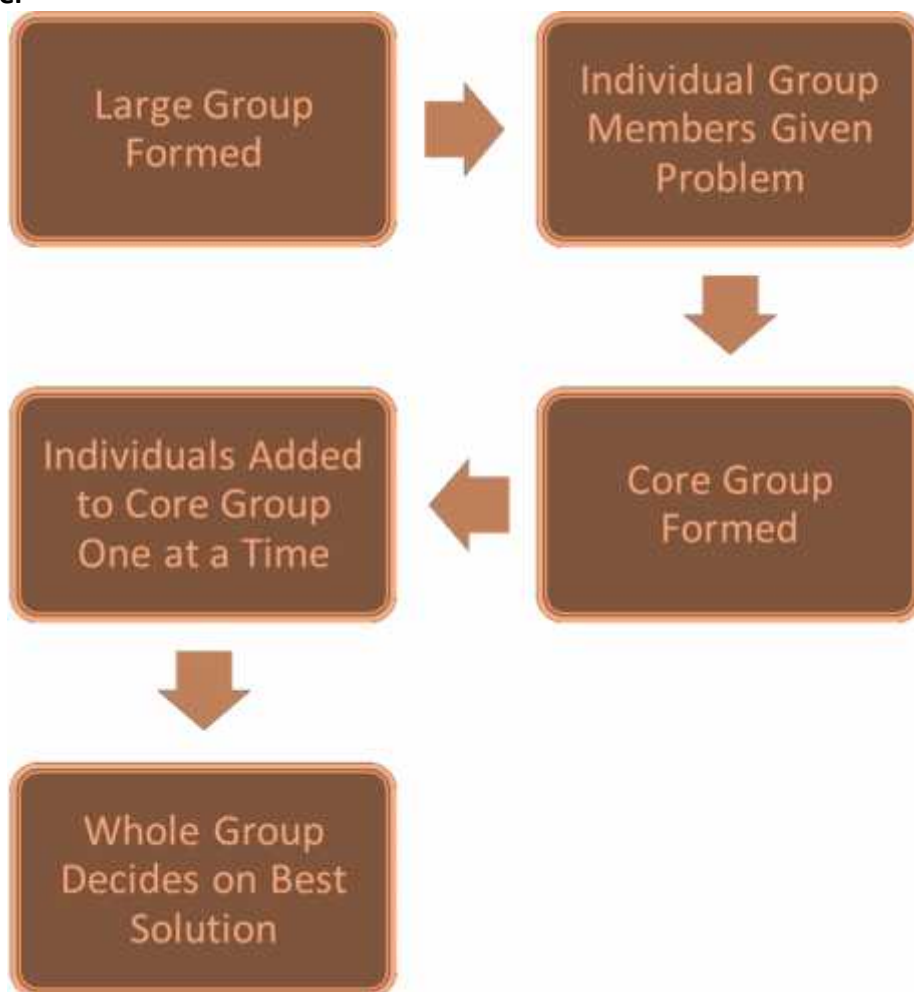 Large Group
Formed
Individual Group
Members Given
Problem
Core Group
Formed
Individuals Added
to Core Group
One at a Time
Whole Group
Decides on Best
Solution